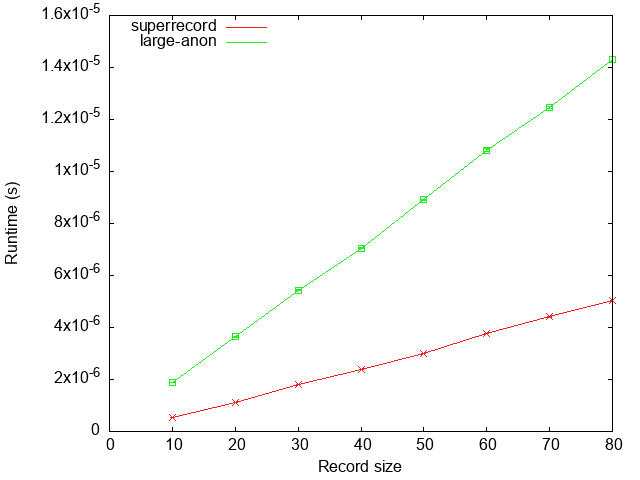 1.6x10-5
1.4x10-5
1.2x10-5
1x10-5
8x10-6
6x10-6
4x10-6
2x10-6
0
superrecord
large-anon
Runtime (s)
0 10 20 30 40 50 60 70 80
Record size